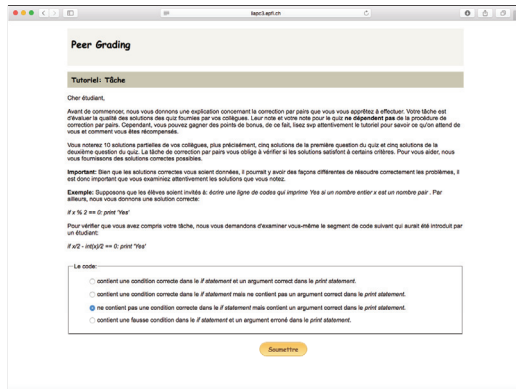 liapc3.epfl.ch
Peer Grading
Tutoriel: Tâche
Cher étudiant,
Avant de commencer, nous vous donnons une explication concernant la correction par pairs que vous vous apprêtez à effectuer. Votre tâche est
d'évaluer la qualité des solutions des quiz fournies par vos collègues. Leur note et votre note pour le quiz ne dépendent pas de la procédure de
correction par pairs. Cependant, vous pouvez gagner des points de bonus, de ce fait, lisez svp attentivement le tutoriel pour savoir ce qu'on attend de
vous et comment vous êtes récompensés.
Vous noterez 10 solutions partielles de vos collègues, plus précisément, cinq solutions de la première question du quiz et cinq solutions de la
deuxième question du quiz. La tâche de correction par pairs vous oblige à vérifier si les solutions satisfont à certains critères. Pour vous aider, nous
vous fournissons des solutions correctes possibles.
Important: Bien que les solutions correctes vous soient données, il pourrait y avoir des façons différentes de résoudre correctement les problèmes, il
est donc important que vous examiniez attentivement les solutions que vous notez.
Exemple: Supposons que les élèves soient invités à: écrire une ligne de codes qui imprime Yes si un nombre entier x est un nombre pair . Par
ailleurs, nous vous donnons une solution correcte:
if x % 2 == 0: print 'Yes'
Pour vérifier que vous avez compris votre tâche, nous vous demandons d'examiner vous-même le segment de code suivant qui aurait été introduit par
un étudiant:
if x/2 - int(x)/2 == 0: print 'Yes'
Le code:
contient une condition correcte dans le if statement et un argument correct dans le print statement.
contient une condition correcte dans le if statement mais ne contient pas un argument correct dans le print statement.
ne contient pas une condition correcte dans le if statement mais contient un argument correct dans le print statement.
contient une fausse condition dans le if statement et un argument erroné dans le print statement.
Soumettre